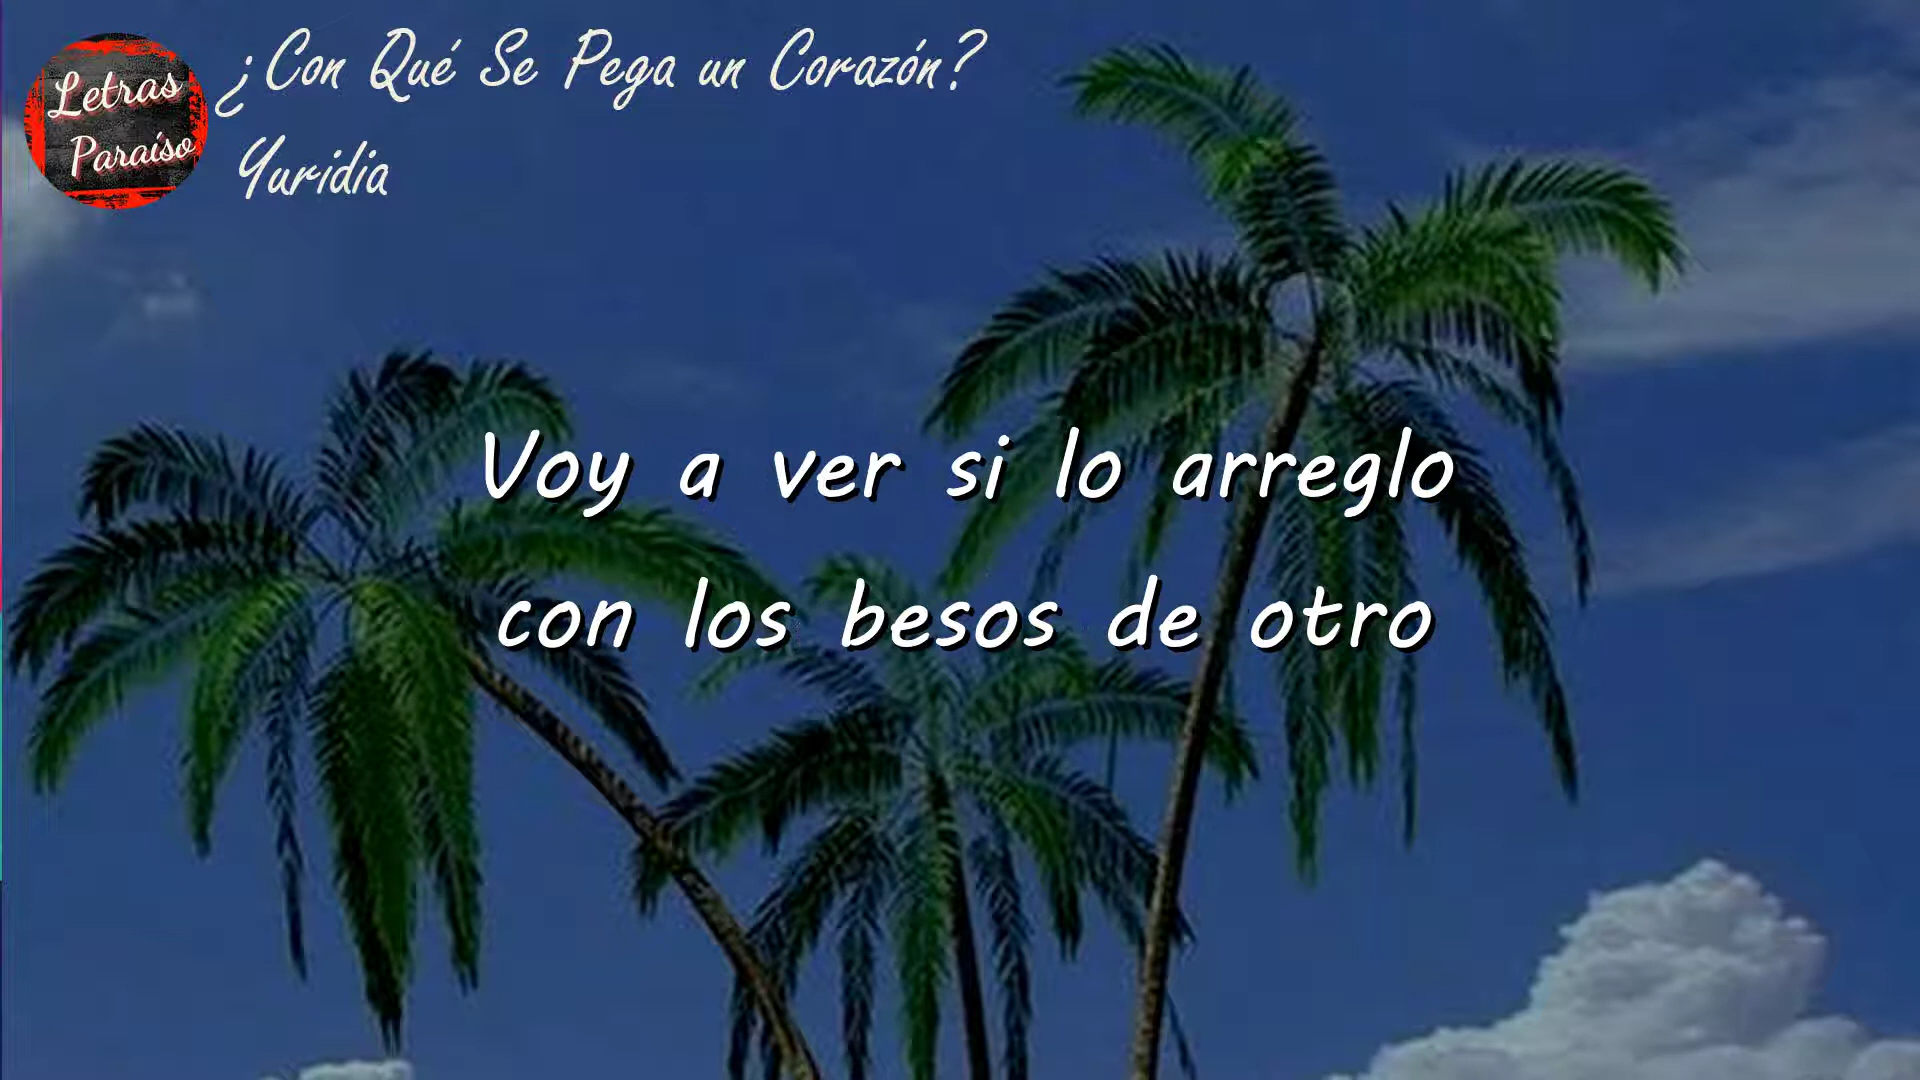 Letras
Paraíso
¿Con Qué Se Pega un Corazón?
Yuridia
Voy a ver si lo arreglo
con los besos de otro